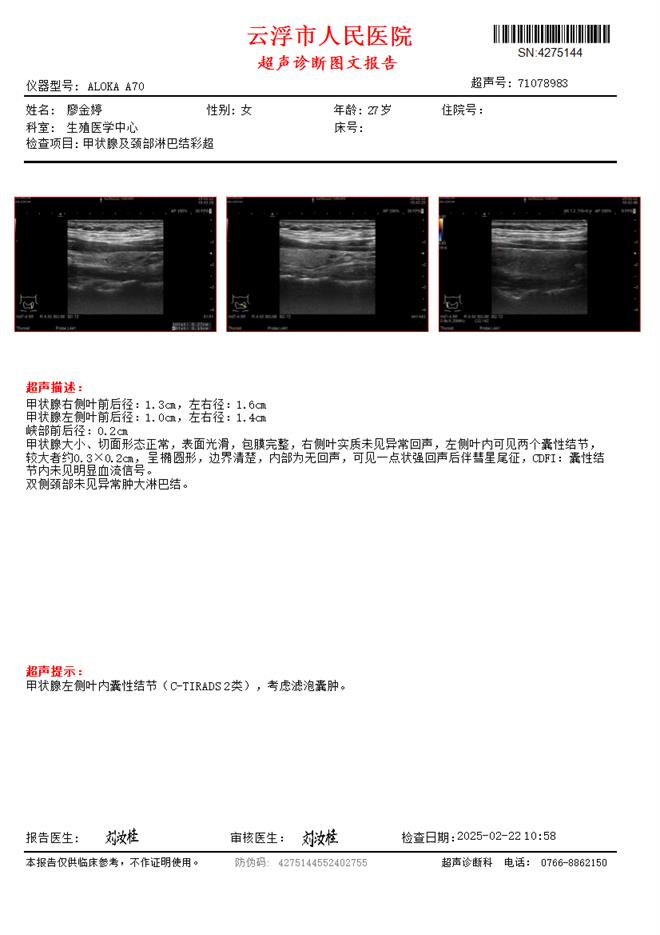 云浮市人民医院
超声诊断图文报告
SN:4275144
仪器型号: ALOKA A70
超声号: 71078983
姓名: 廖金婷 性别: 女 年龄: 27岁 住院号:
科室: 生殖医学中心 床号:
检查项目: 甲状腺及颈部淋巴结彩超
超声描述:
甲状腺右侧叶前后径: 1.3cm, 左右径: 1.6cm
甲状腺左侧叶前后径: 1.0cm, 左右径: 1.4cm
峡部前后径: 0.2cm
甲状腺大小、切面形态正常, 表面光滑, 包膜完整, 右侧叶实质未见异常回声, 左侧叶内可见两个囊性结节,
较大者约0.3×0.2cm, 呈椭圆形, 边界清楚, 内部为无回声, 可见一点状强回声后伴彗星尾征, CDFI: 囊性结
节内未见明显血流信号。
双侧颈部未见异常肿大淋巴结。
超声提示:
甲状腺左侧叶内囊性结节(C-TIRADS 2类), 考虑滤泡囊肿。
报告医生: 刘汝桂 审核医生: 刘汝桂 检查日期: 2025-02-22 10:58
本报告仅供临床参考, 不作证明使用。 防伪码: 4275144552402755 超声诊断科 电话: 0766-8862150